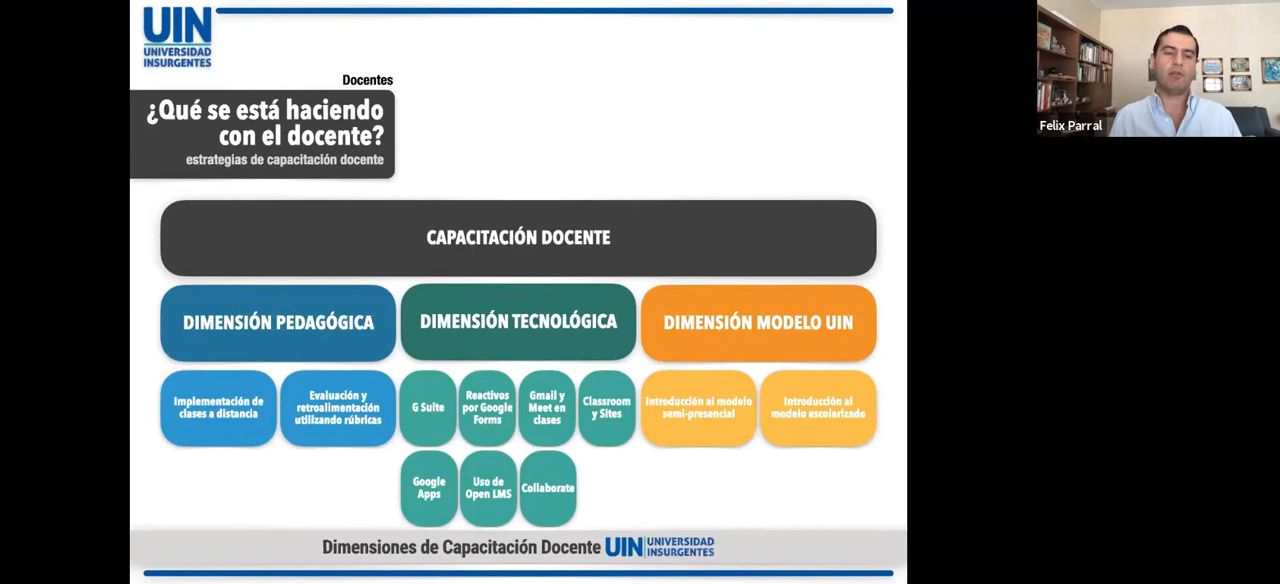 UIN
UNIVERSIDAD
INSURGENTES
Docentes
¿Qué se está haciendo
con el docente?
estrategias de capacitación docente
Felix Parral
CAPACITACIÓN DOCENTE
DIMENSIÓN PEDAGÓGICA
DIMENSIÓN TECNOLÓGICA
DIMENSIÓN MODELO UIN
Implementación de
clases a distancia
Evaluación y
retroalimentación
utilizando rúbricas
G Suite
Reactivos
por Google
Forms
Gmail y
Meet en
clases
Classroom
y Sites
Introducción al modelo
semi-presencial
Introducción al
modelo escolarizado
Google
Apps
Uso de
Open LMS
Collaborate
Dimensiones de Capacitación Docente UIN UNIVERSIDAD
INSURGENTES